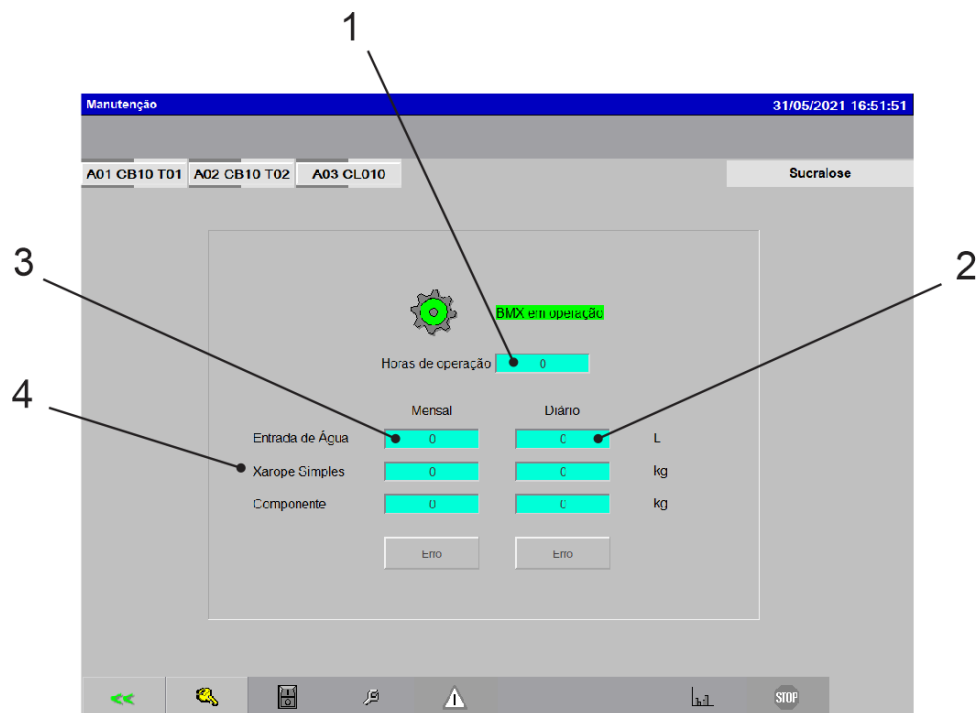 1
Manutenção 31/05/2021 16:51:51
A01 CB10 T01 A02 CB10 T02 A03 CL010 Sucralose
3
2
BMX em operação
Horas de operação 0
4
Mensal Diário
Entrada de Água 0 0 L
Xarope Simples 0 0 kg
Componente 0 0 kg
Erro Erro
<< STOP